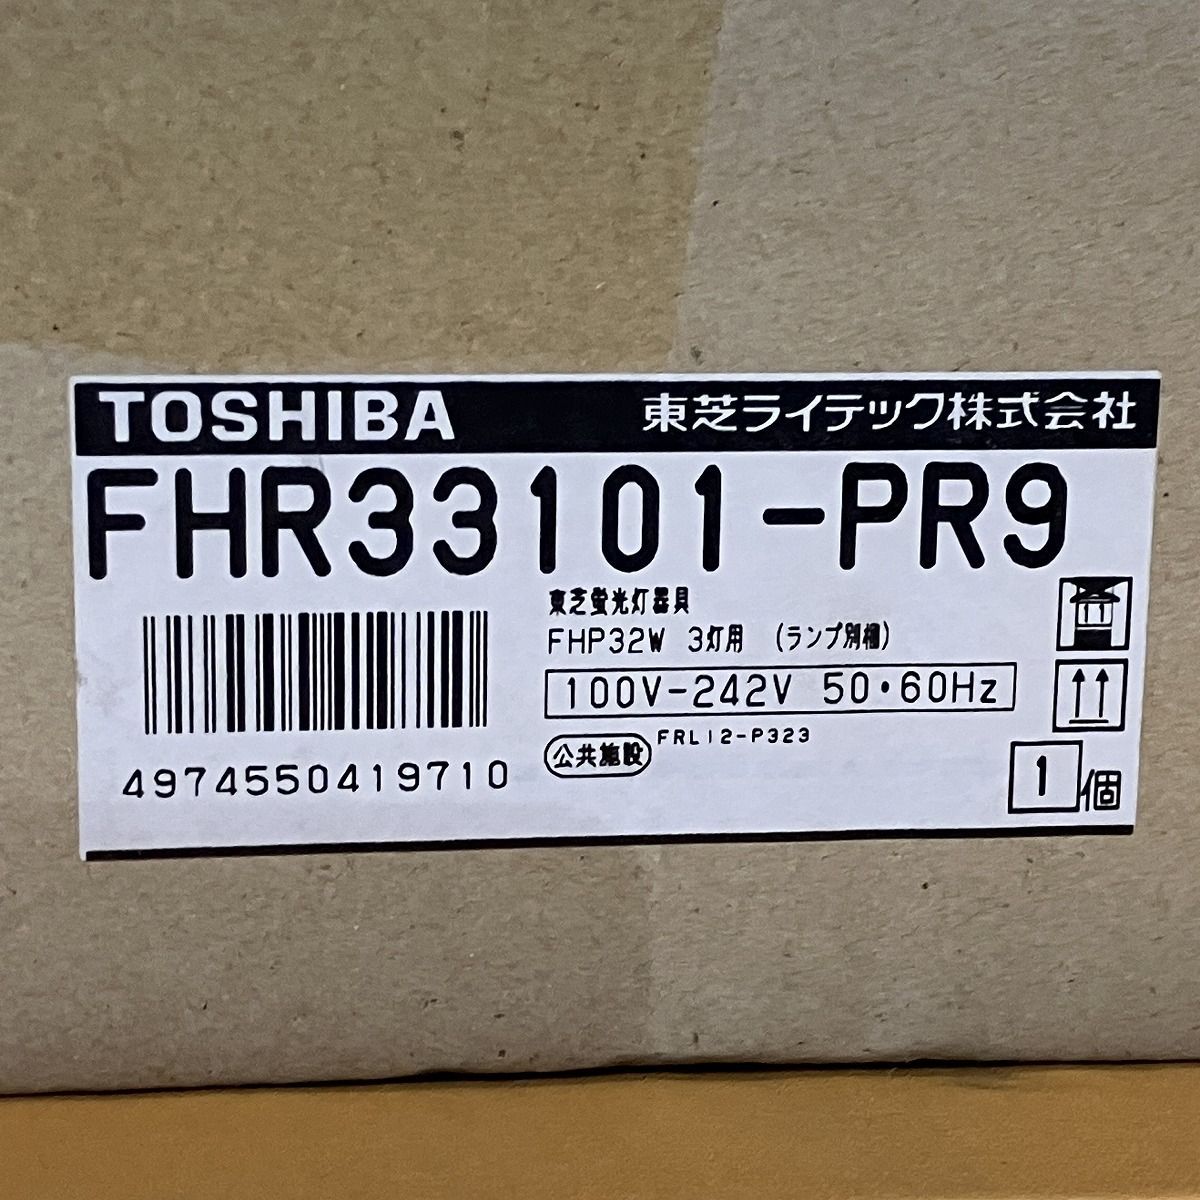 TOSHIBA 東芝ライテック株式会社
FHR33101-PR9
東芝蛍光灯器具
FHP32W 3灯用 (ランプ別梱)
100V-242V 50・60Hz
公共施設 FRL12-P323
4974550419710
1個